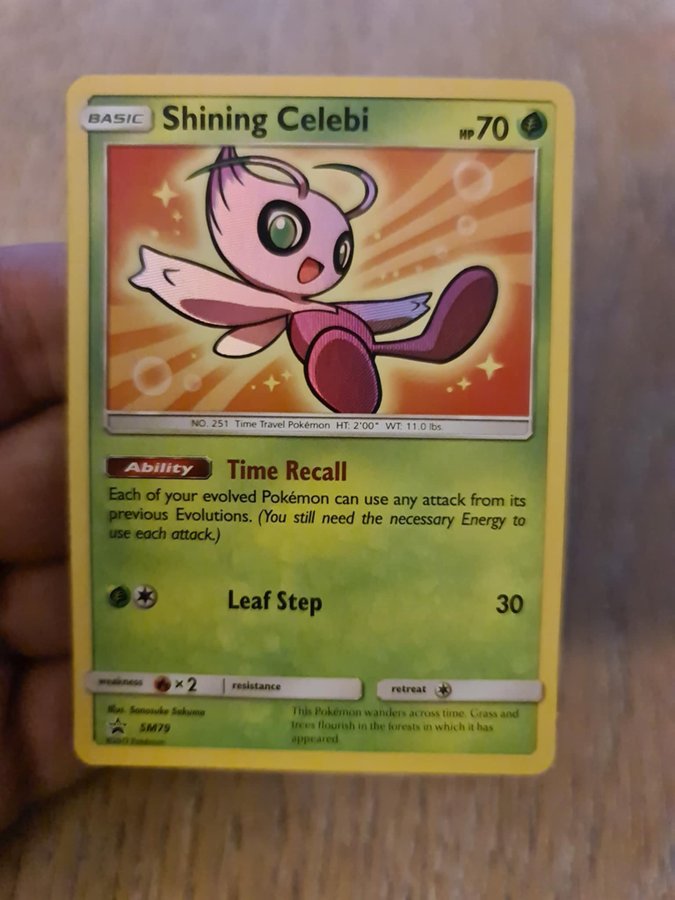 BASIC Shining Celebi HP 70
NO. 251 Time Travel Pokémon HT: 2'00" WT: 11.0 lbs.
Ability Time Recall
Each of your evolved Pokémon can use any attack from its
previous Evolutions. (You still need the necessary Energy to
use each attack.)
Leaf Step 30
weakness ×2 resistance retreat
Illus. Sanosuke Sakuma
SM79
This Pokémon wanders across time. Grass and
trees flourish in the forests in which it has
appeared.